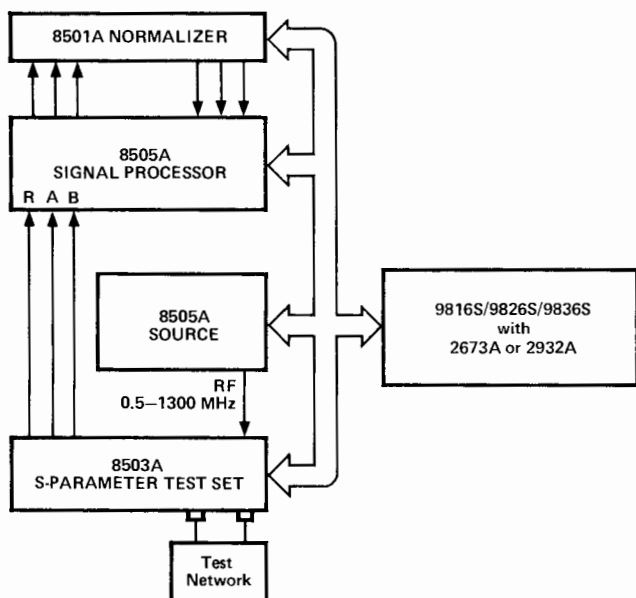 8501A NORMALIZER
8505A
SIGNAL PROCESSOR
R A B
8505A
SOURCE
9816S/9826S/9836S
with
2673A or 2932A
RF
0.5–1300 MHz
8503A
S-PARAMETER TEST SET
Test
Network